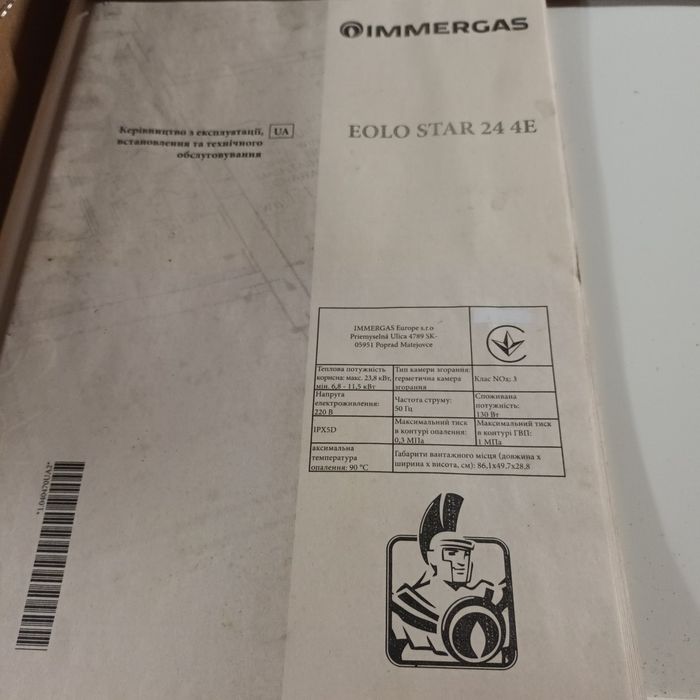 IMMERGAS
Керівництво з експлуатації, UA
встановлення та технічного
обслуговування
EOLO STAR 24 4E
IMMERGAS Europe s.r.o
Priemyselná Ulica 4789 SK-
05951 Poprad Matejovce
Теплова потужність
корисна: макс. 23,8 кВт,
мін. 6,8 - 11,5 кВт
Тип камери згорання:
герметична камера
згорання
Клас NOx: 3
Напруга
електроживлення:
220 В
Частота струму:
50 Гц
Споживана
потужність:
130 Вт
IPX5D
Максимальний тиск
в контурі опалення:
0,3 МПа
Максимальний тиск
в контурі ГВП:
1 МПа
аксимальна
температура
опалення: 90 °C
Габарити вантажного місця (довжина х
ширина х висота, см): 86,1x49,7x28.8
*1.040470UA2*